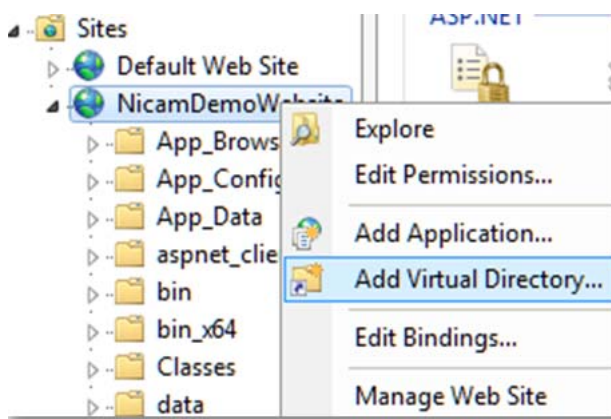 Sites
Default Web Site
NicamDemoWebsite
App_Brows
App_Config
App_Data
aspnet_clie
bin
bin_x64
Classes
data
ASP.NET
Explore
Edit Permissions...
Add Application...
Add Virtual Directory...
Edit Bindings...
Manage Web Site